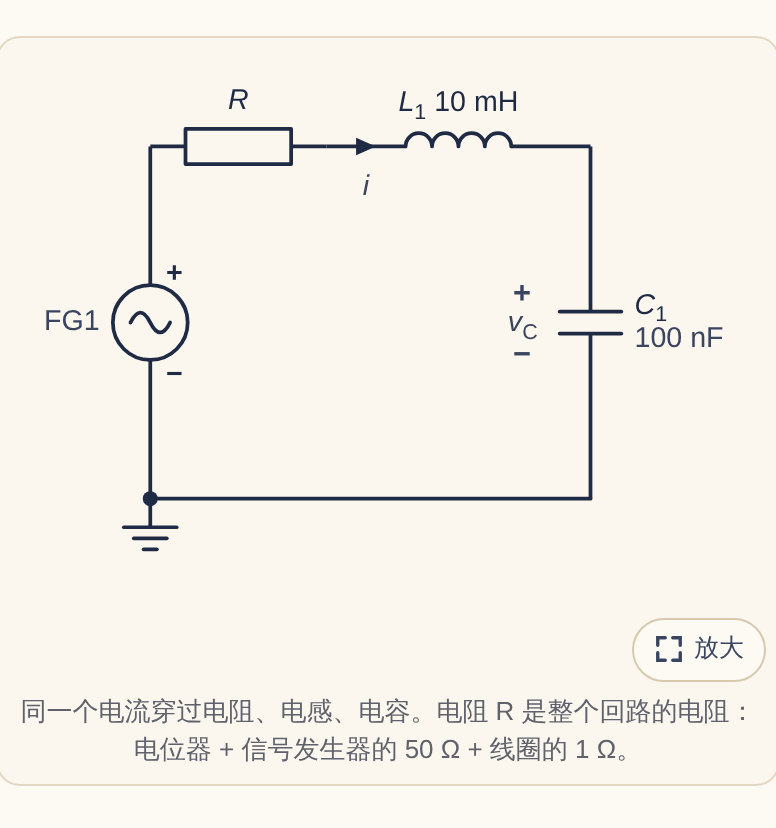 R
L₁ 10 mH
i
+
FG1
−
+
vC
−
C₁
100 nF
放大
同一个电流穿过电阻、电感、电容。电阻 R 是整个回路的电阻：
电位器 + 信号发生器的 50 Ω + 线圈的 1 Ω。